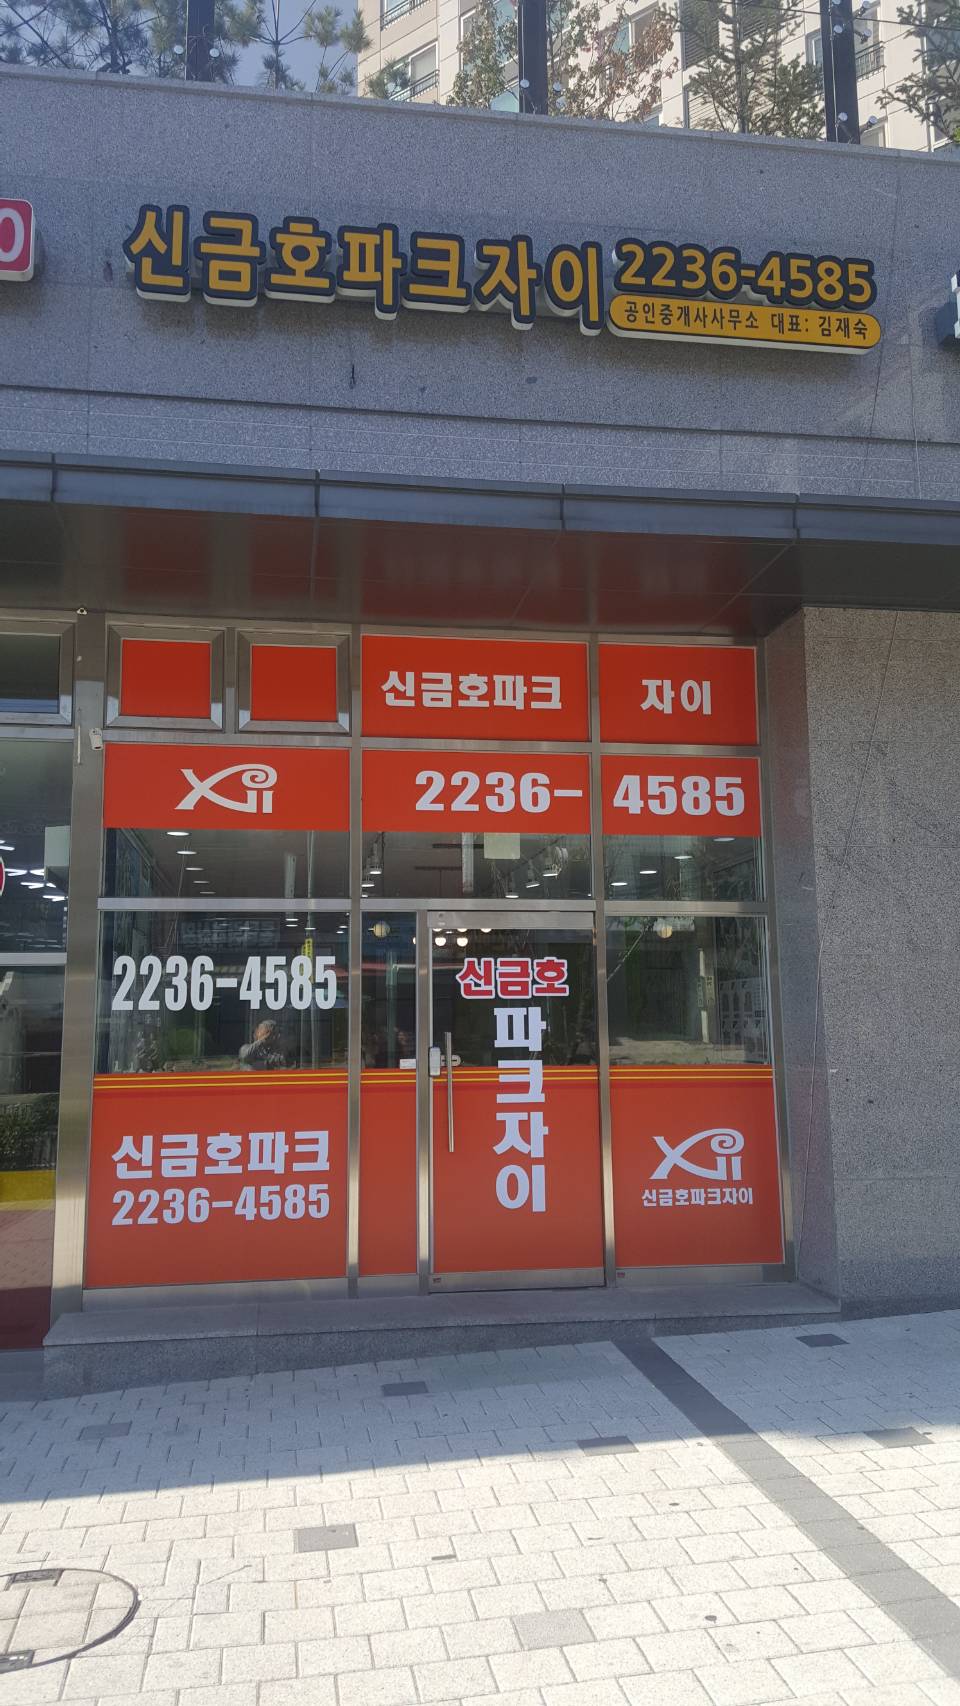 신금호파크자이 2236-4585
공인중개사사무소 대표: 김재숙
신금호파크 자이
Xi 2236- 4585
2236-4585
신금호
파크자이
신금호파크
2236-4585
Xi
신금호파크자이